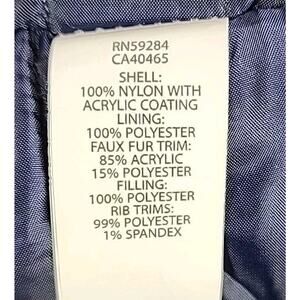 RN59284
CA40465
SHELL:
100% NYLON WITH
ACRYLIC COATING
LINING:
100% POLYESTER
FAUX FUR TRIM:
85% ACRYLIC
15% POLYESTER
FILLING:
100% POLYESTER
RIB TRIMS:
99% POLYESTER
1% SPANDEX